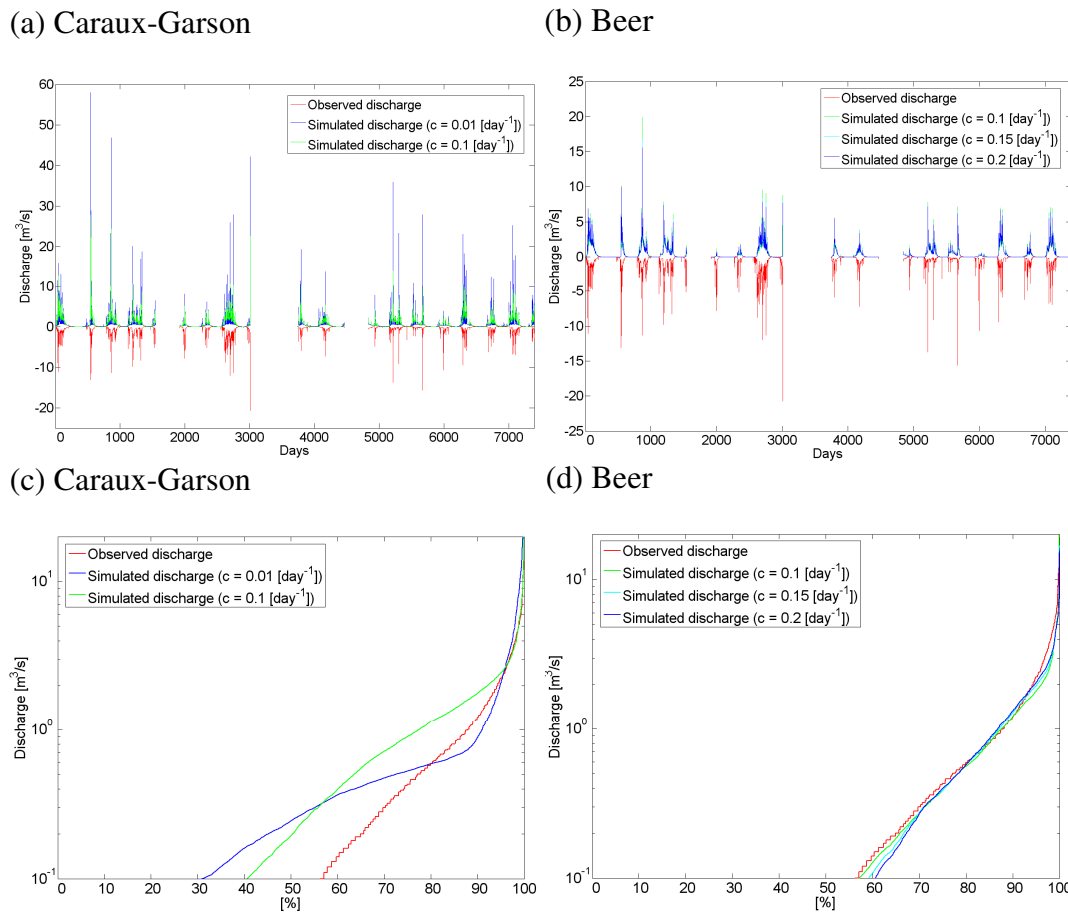 (a) Caraux-Garson
60
50
40
30
20
10
0
-10
-20
0 1000 2000 3000 4000 5000 6000 7000
Discharge [m³/s]
Days
Observed discharge
Simulated discharge (c = 0.01 [day⁻¹])
Simulated discharge (c = 0.1 [day⁻¹])
(b) Beer
25
20
15
10
5
0
-5
-10
-15
-20
-25
0 1000 2000 3000 4000 5000 6000 7000
Discharge [m³/s]
Days
Observed discharge
Simulated discharge (c = 0.1 [day⁻¹])
Simulated discharge (c = 0.15 [day⁻¹])
Simulated discharge (c = 0.2 [day⁻¹])
(c) Caraux-Garson
10¹
10⁰
10⁻¹
0 10 20 30 40 50 60 70 80 90 100
Discharge [m³/s]
[%]
Observed discharge
Simulated discharge (c = 0.01 [day⁻¹])
Simulated discharge (c = 0.1 [day⁻¹])
(d) Beer
10¹
10⁰
10⁻¹
0 10 20 30 40 50 60 70 80 90 100
Discharge [m³/s]
[%]
Observed discharge
Simulated discharge (c = 0.1 [day⁻¹])
Simulated discharge (c = 0.15 [day⁻¹])
Simulated discharge (c = 0.2 [day⁻¹])